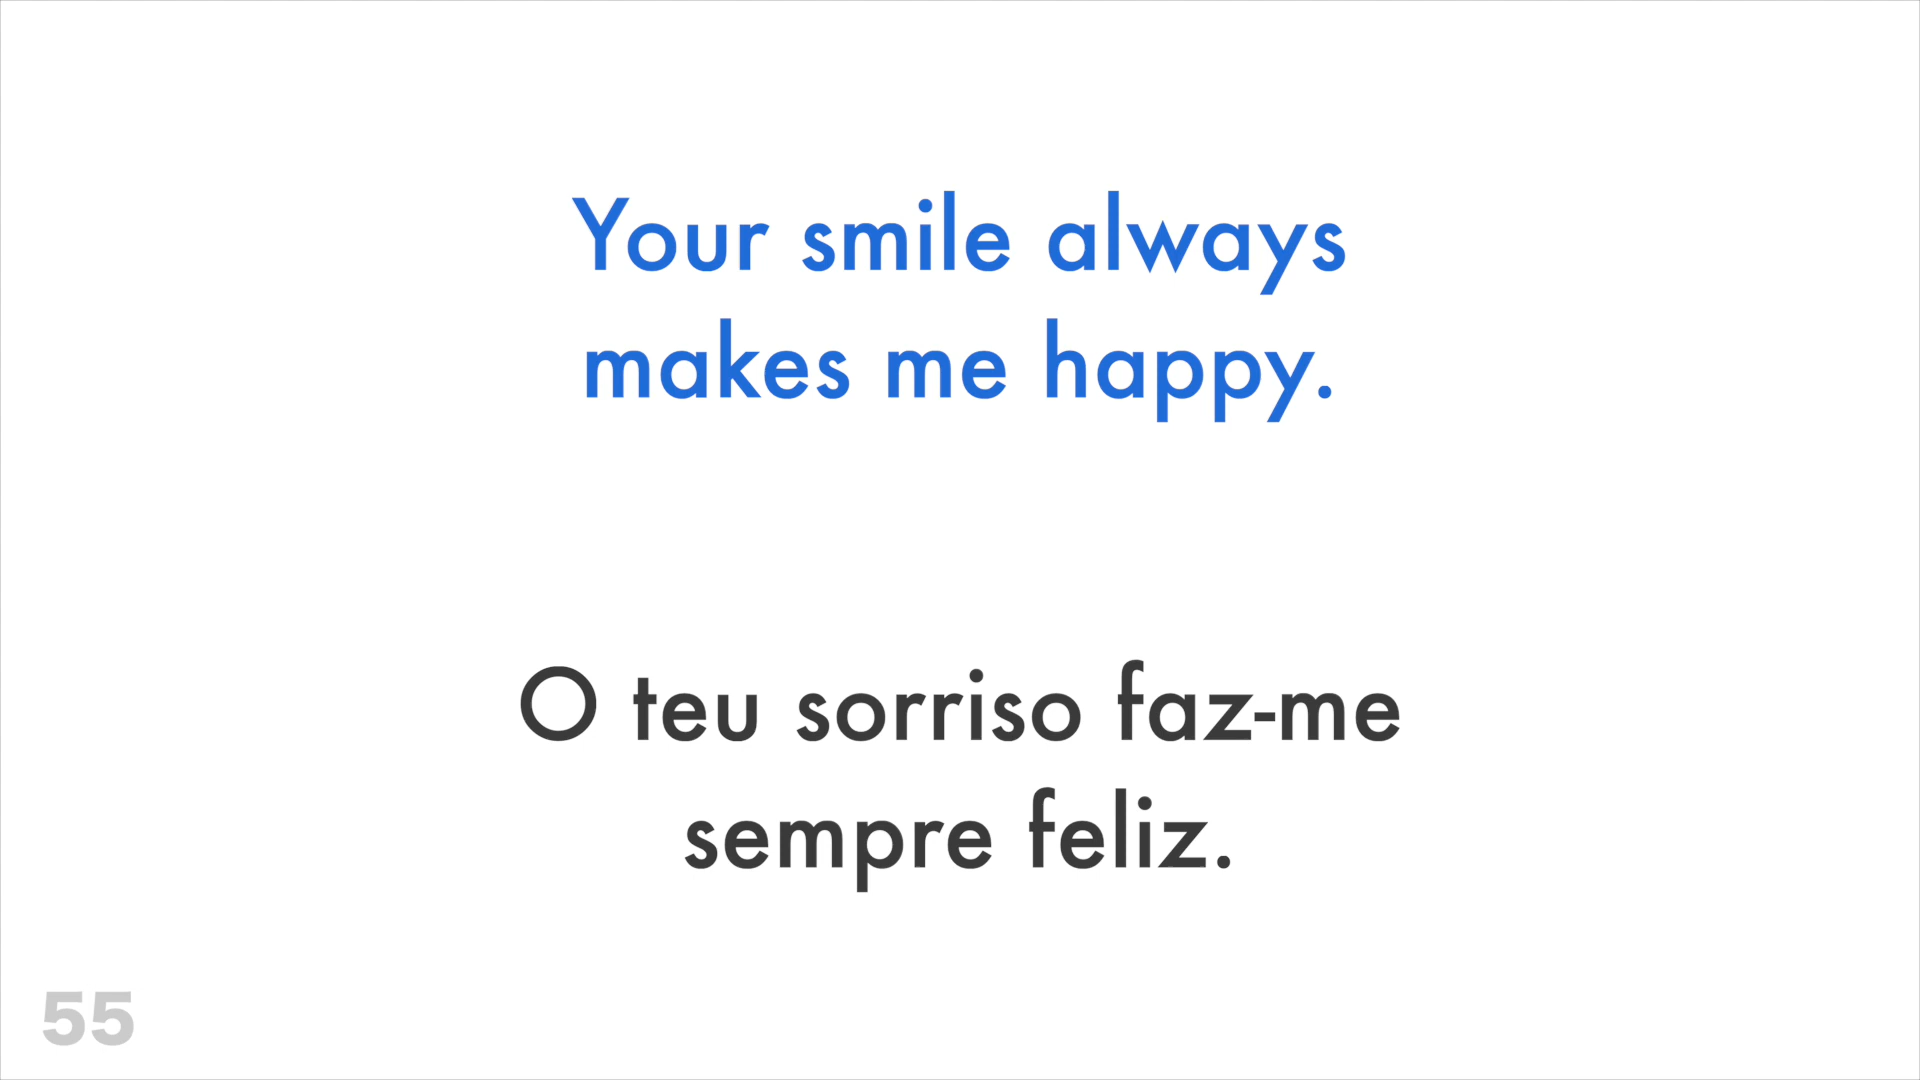 Your smile always
makes me happy.
O teu sorriso faz-me
sempre feliz.
55